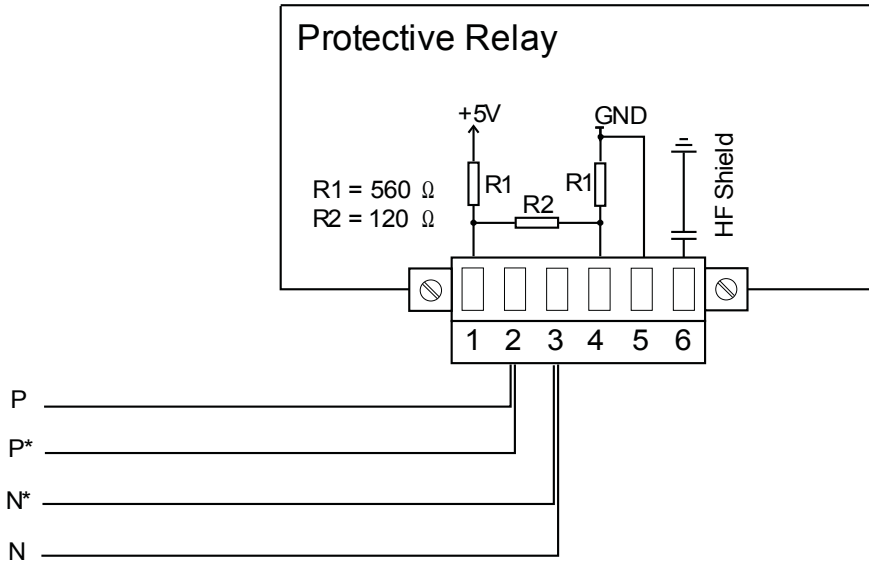 Protective Relay
+5V
GND
HF Shield
R1 = 560 Ω
R2 = 120 Ω
R1
R1
R2
1 2 3 4 5 6
P
P*
N*
N